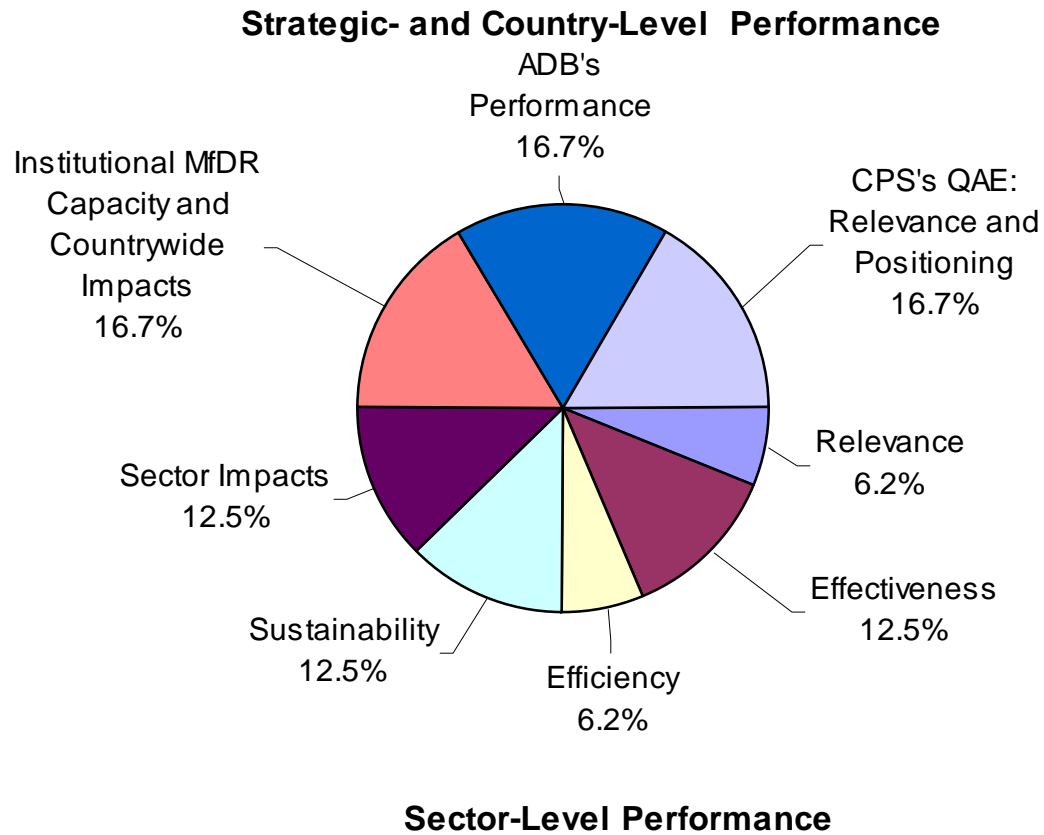 Strategic- and Country-Level Performance
ADB's
Performance
16.7%
CPS's QAE:
Relevance and
Positioning
16.7%
Institutional MfDR
Capacity and
Countrywide
Impacts
16.7%
Relevance
6.2%
Sector Impacts
12.5%
Effectiveness
12.5%
Sustainability
12.5%
Efficiency
6.2%
Sector-Level Performance